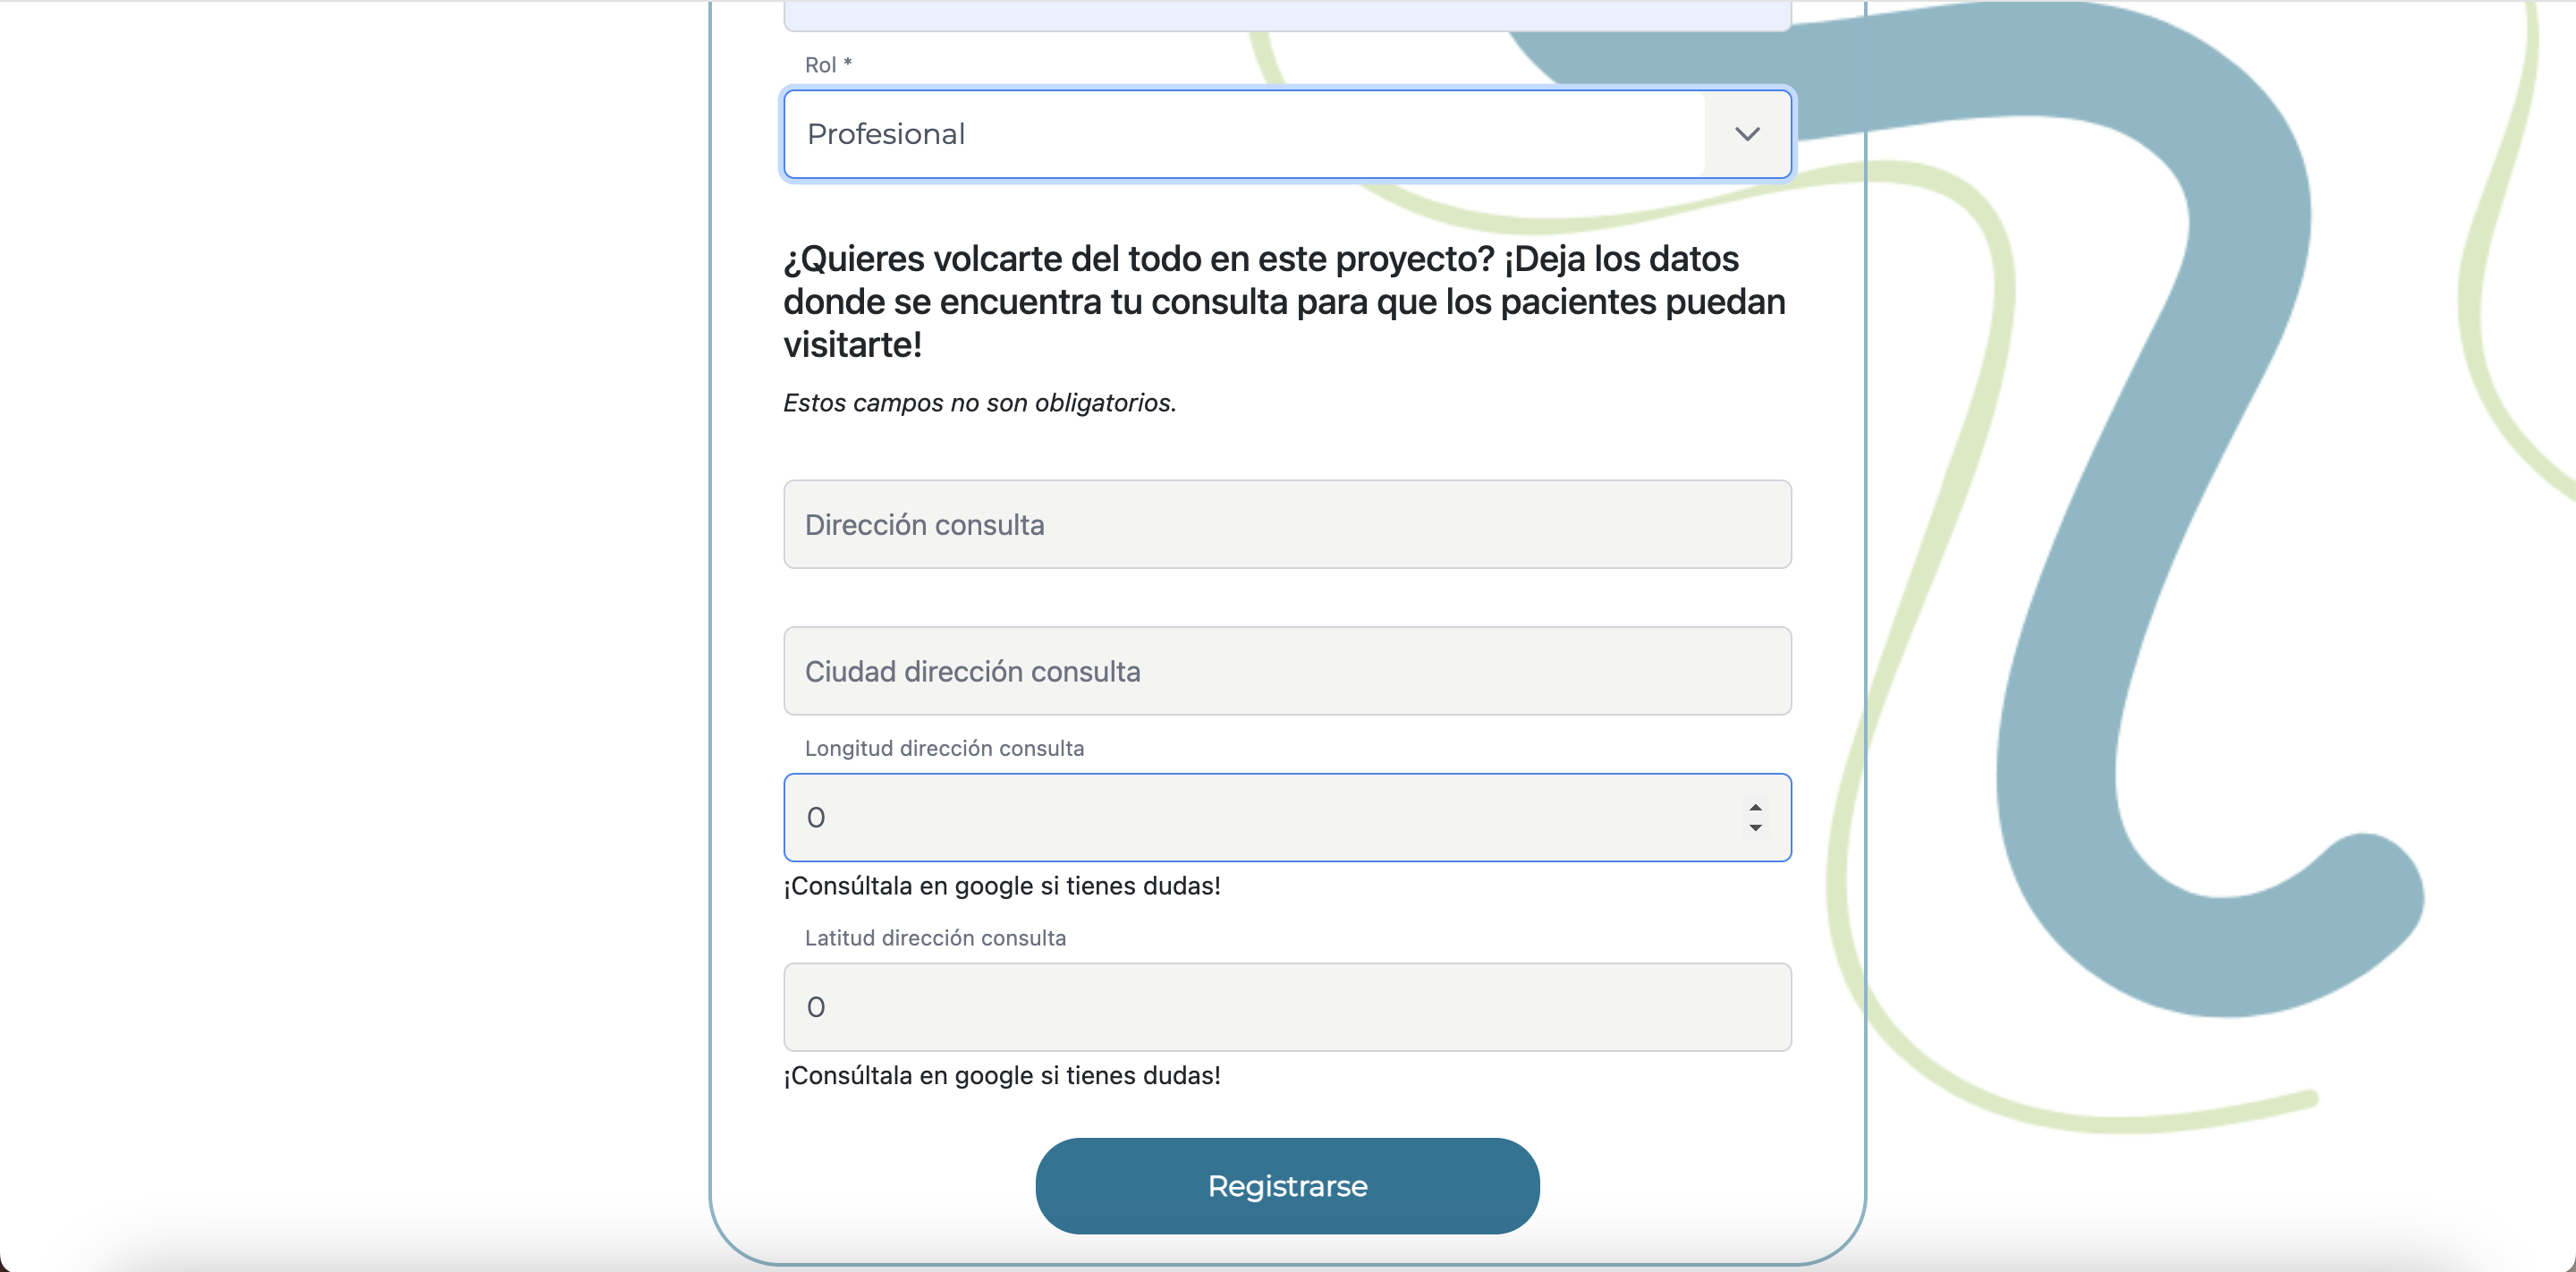 Rol *
Profesional
¿Quieres volcarte del todo en este proyecto? ¡Deja los datos
donde se encuentra tu consulta para que los pacientes puedan
visitarte!
Estos campos no son obligatorios.
Dirección consulta
Ciudad dirección consulta
Longitud dirección consulta
0
¡Consúltala en google si tienes dudas!
Latitud dirección consulta
0
¡Consúltala en google si tienes dudas!
Registrarse